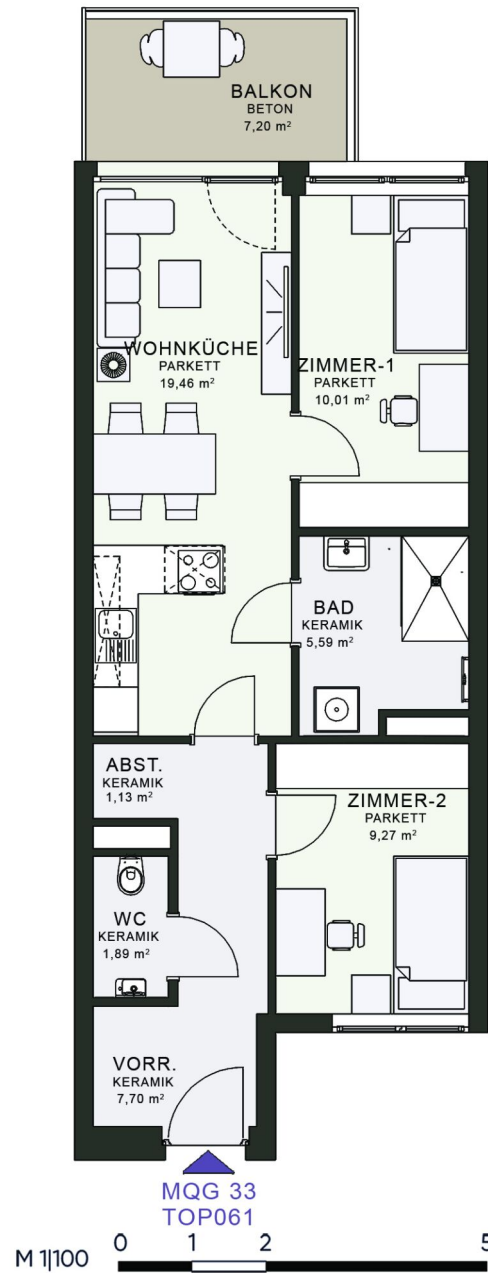 BALKON
BETON
7,20 m²
WOHNKÜCHE
PARKETT
19,46 m²
ZIMMER-1
PARKETT
10,01 m²
BAD
KERAMIK
5,59 m²
ABST.
KERAMIK
1,13 m²
ZIMMER-2
PARKETT
9,27 m²
WC
KERAMIK
1,89 m²
VORR.
KERAMIK
7,70 m²
MQG 33
TOP061
M 1|100 0 1 2 5